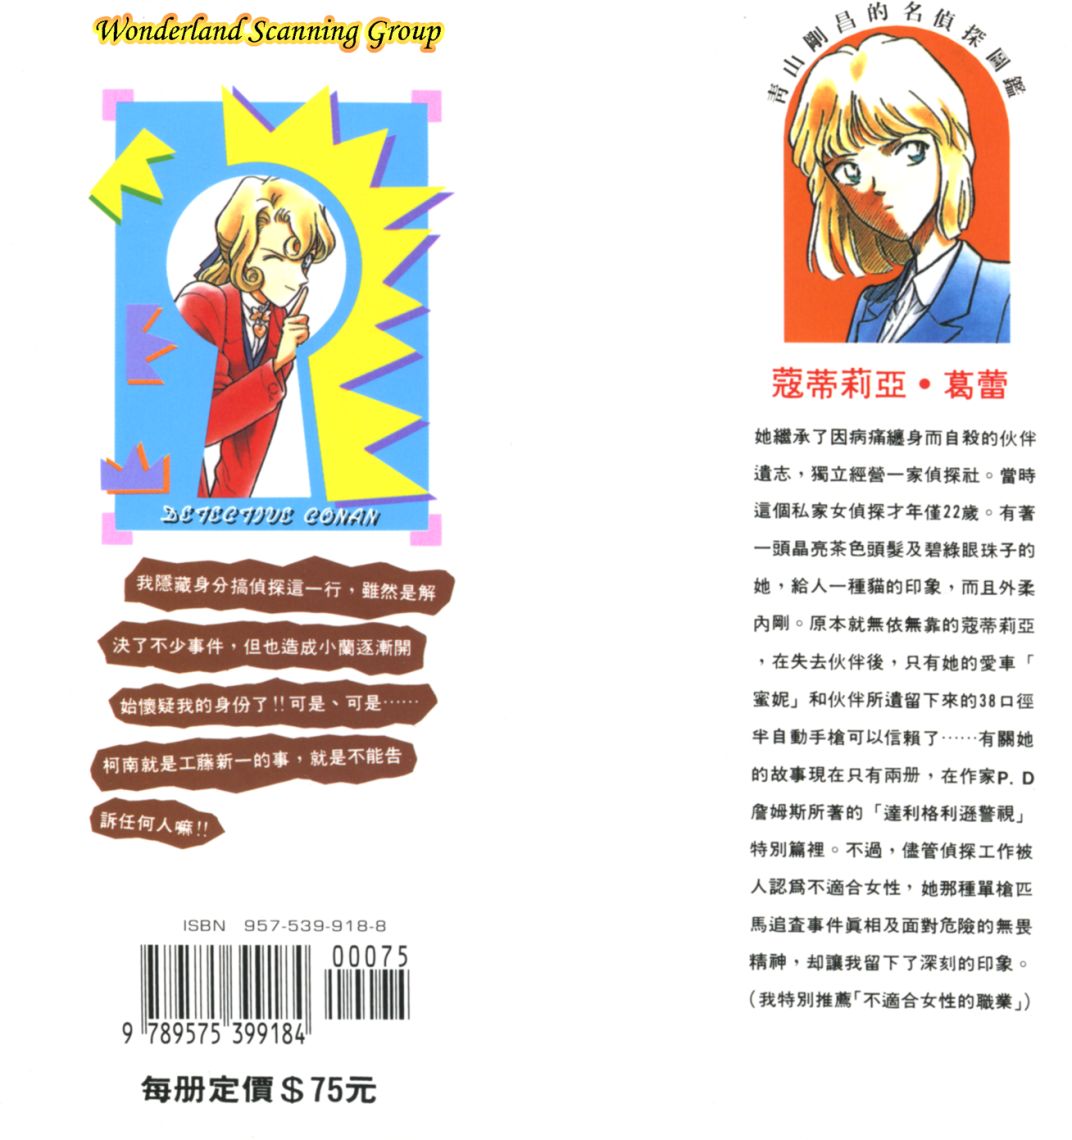 Wonderland Scanning Group
DETECTIVE CONAN
我隱藏身分搞偵探這一行，雖然是解
決了不少事件，但也造成小蘭逐漸開
始懷疑我的身份了!!可是、可是……
柯南就是工藤新一的事，就是不能告
訴任何人嘛!!
ISBN 957-539-918-8
00075
9 789575 399184
每册定價＄75元
青山剛昌的名偵探圖鑑
蔻蒂莉亞・葛蕾
她繼承了因病痛纏身而自殺的伙伴
遺志，獨立經營一家偵探社。當時
這個私家女偵探才年僅22歲。有著
一頭晶亮茶色頭髮及碧綠眼珠子的
她，給人一種貓的印象，而且外柔
內剛。原本就無依無靠的蔻蒂莉亞
，在失去伙伴後，只有她的愛車「
蜜妮」和伙伴所遺留下來的38口徑
半自動手槍可以信賴了……有關她
的故事現在只有兩册，在作家P. D
詹姆斯所著的「達利格利遜警視」
特別篇裡。不過，儘管偵探工作被
人認爲不適合女性，她那種單槍匹
馬追查事件眞相及面對危險的無畏
精神，却讓我留下了深刻的印象。
（我特別推薦「不適合女性的職業」）